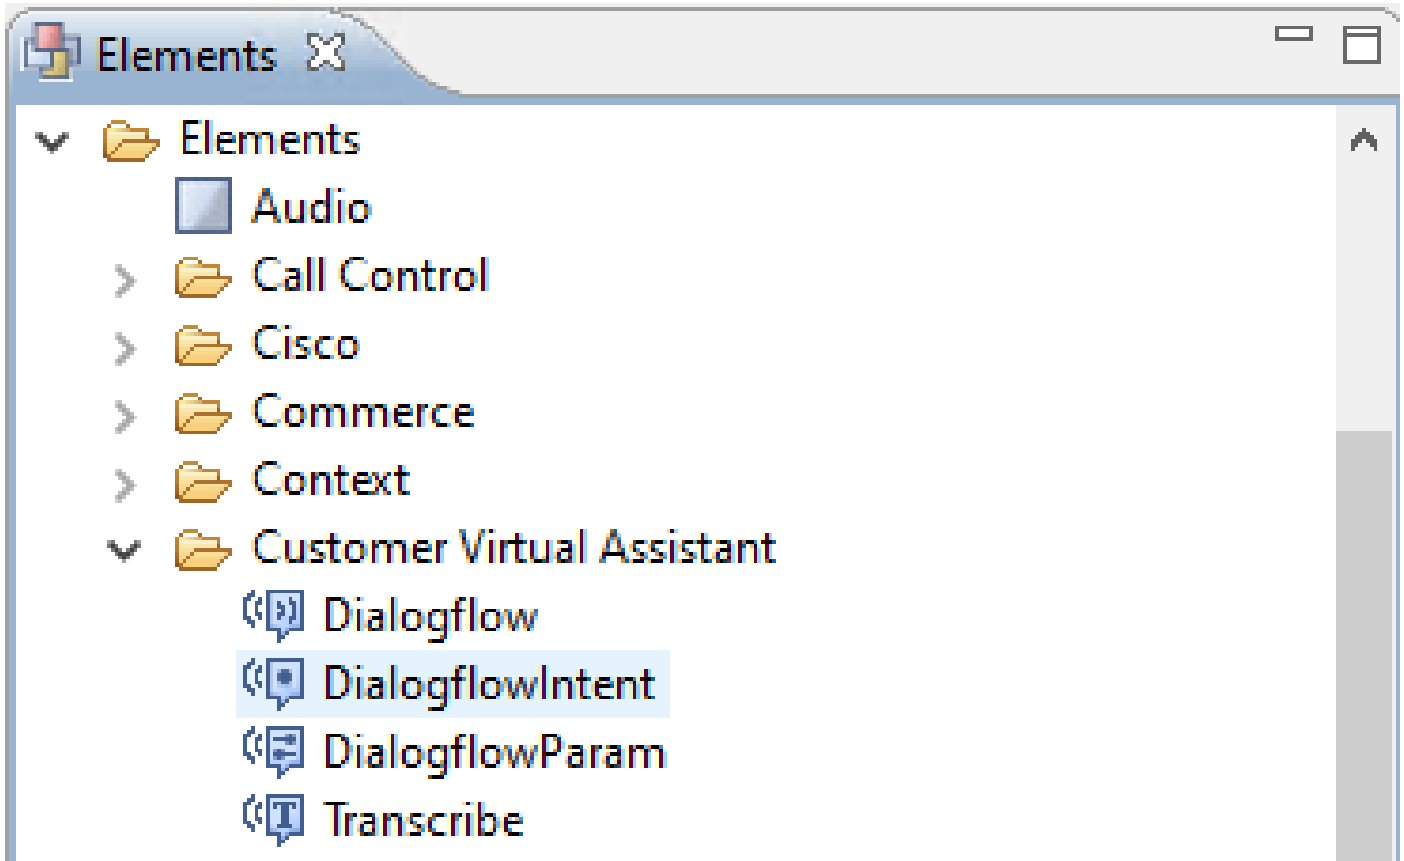 Elements
Elements
Audio
Call Control
Cisco
Commerce
Context
Customer Virtual Assistant
Dialogflow
DialogflowIntent
DialogflowParam
Transcribe